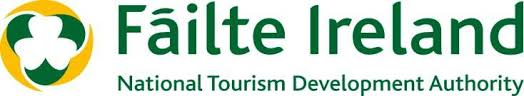 Fáilte Ireland
National Tourism Development Authority